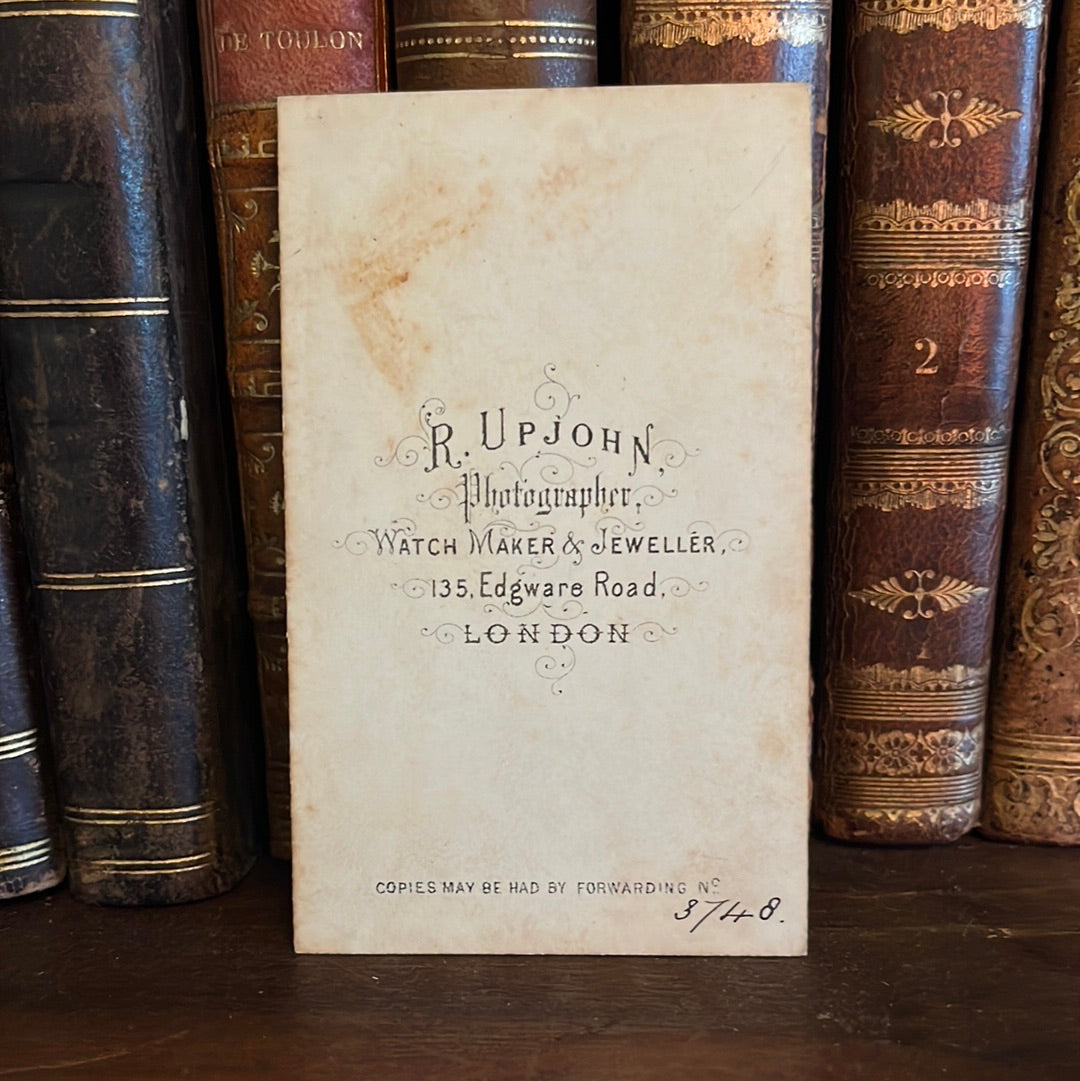 DE TOULON
2
R. UPJOHN,
Photographer,
WATCH MAKER & JEWELLER,
135, Edgware Road,
LONDON
COPIES MAY BE HAD BY FORWARDING No
3748.